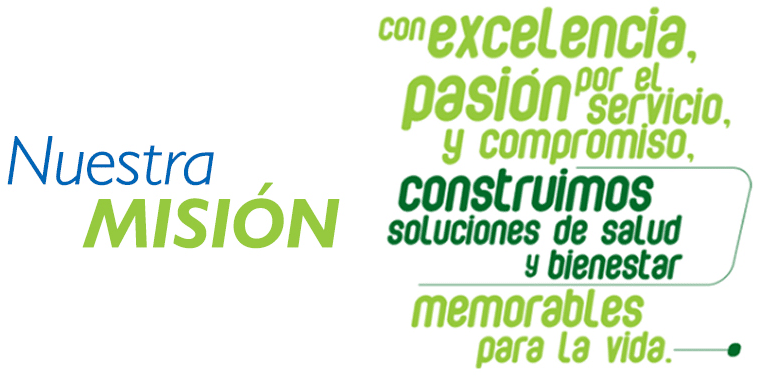 Nuestra
MISIÓN
con excelencia,
pasión por el
servicio,
y compromiso,
construimos
soluciones de salud
y bienestar
memorables
para la vida.